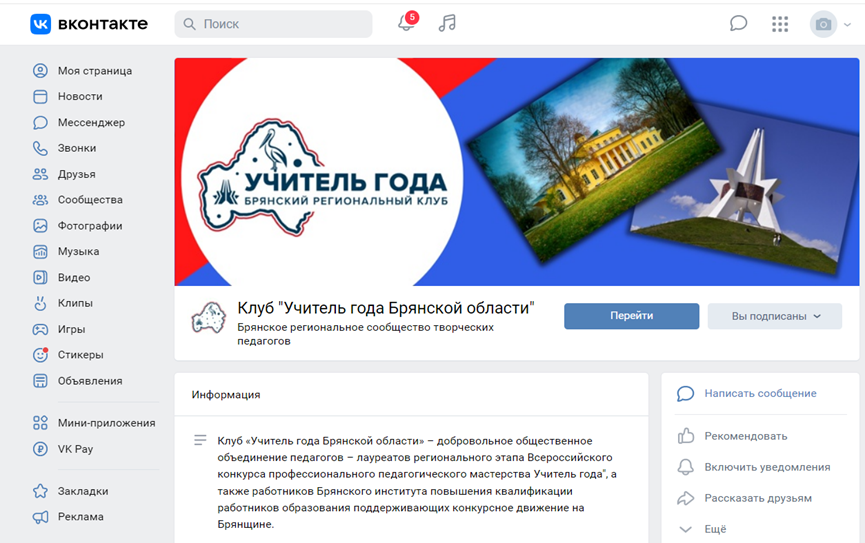 вконтакте
Поиск
5
Моя страница
Новости
Мессенджер
Звонки
Друзья
Сообщества
Фотографии
Музыка
Видео
Клипы
Игры
Стикеры
Объявления
Мини-приложения
VK Pay
Закладки
Реклама
УЧИТЕЛЬ ГОДА
БРЯНСКИЙ РЕГИОНАЛЬНЫЙ КЛУБ
Клуб "Учитель года Брянской области"
Брянское региональное сообщество творческих
педагогов
Перейти
Вы подписаны
Информация
Клуб «Учитель года Брянской области» – добровольное общественное
объединение педагогов – лауреатов регионального этапа Всероссийского
конкурса профессионального педагогического мастерства Учитель года", а
также работников Брянского института повышения квалификации
работников образования поддерживающих конкурсное движение на
Брянщине.
Написать сообщение
Рекомендовать
Включить уведомления
Рассказать друзьям
Ещё